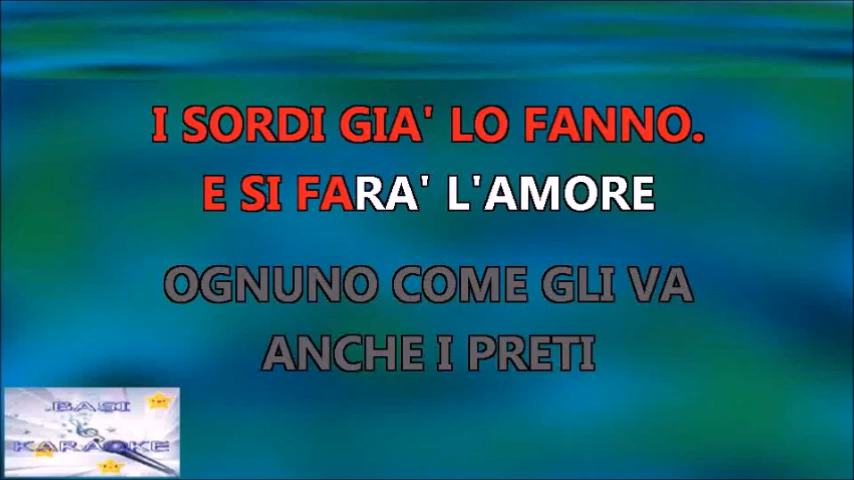 I SORDI GIA' LO FANNO.
E SI FARA' L'AMORE
OGNUNO COME GLI VA
ANCHE I PRETI
BASI
KARAOKE